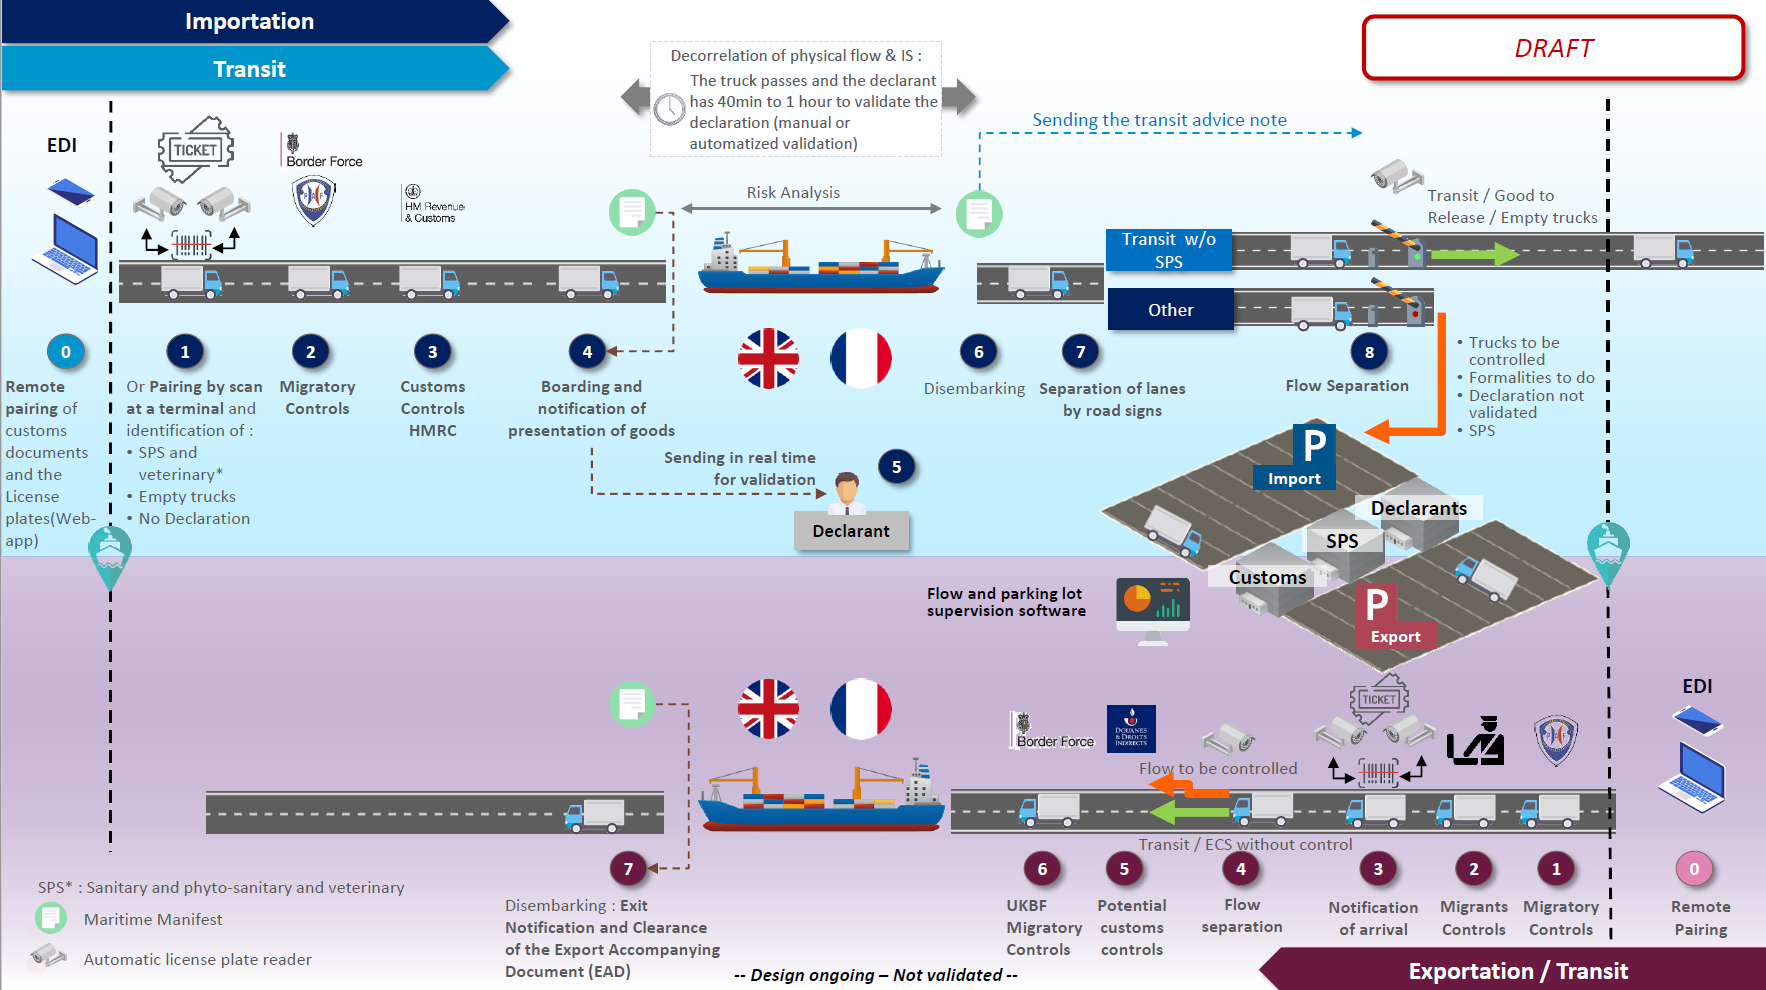 Importation
Transit
DRAFT
Decorrelation of physical flow & IS :
The truck passes and the declarant
has 40min to 1 hour to validate the
declaration (manual or
automatized validation)
Sending the transit advice note
EDI
TICKET
Border Force
PAF
HM Revenue
& Customs
Risk Analysis
Transit / Good to
Release / Empty trucks
Transit w/o
SPS
Other
0
1
2
3
4
6
7
8
Remote
pairing of
customs
documents
and the
License
plates(Web-
app)
Or Pairing by scan
at a terminal and
identification of :
• SPS and
veterinary*
• Empty trucks
• No Declaration
Migratory
Controls
Customs
Controls
HMRC
Boarding and
notification of
presentation of goods
Sending in real time
for validation
5
Declarant
Disembarking
Separation of lanes
by road signs
Flow Separation
• Trucks to be
controlled
• Formalities to do
• Declaration not
validated
• SPS
P
Import
Declarants
SPS
Customs
P
Export
Flow and parking lot
supervision software
EDI
TICKET
Border Force
DOUANES
& DROITS
INDIRECTS
PAF
Flow to be controlled
Transit / ECS without control
7
6
5
4
3
2
1
0
Disembarking : Exit
Notification and Clearance
of the Export Accompanying
Document (EAD)
UKBF
Migratory
Controls
Potential
customs
controls
Flow
separation
Notification
of arrival
Migrants
Controls
Migratory
Controls
Remote
Pairing
SPS* : Sanitary and phyto-sanitary and veterinary
Maritime Manifest
Automatic license plate reader
-- Design ongoing – Not validated --
Exportation / Transit